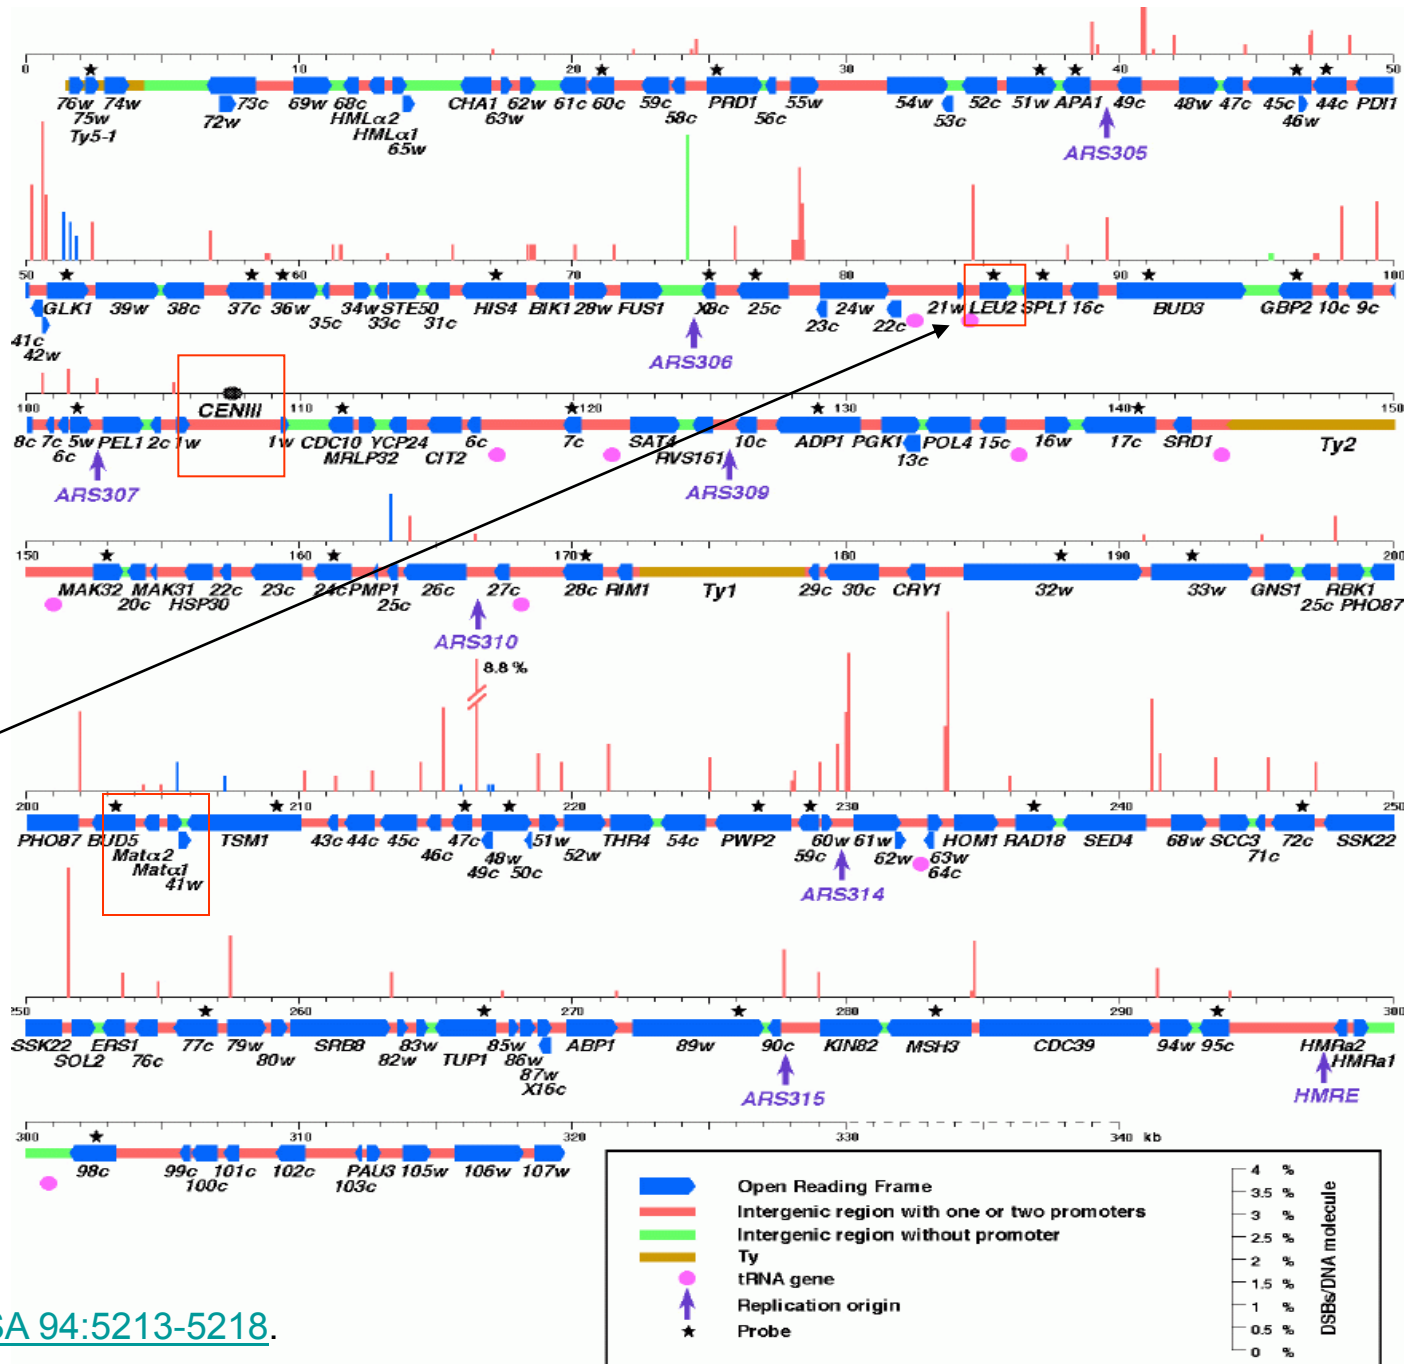 0 10 20 30 40 50
76w 74w 73c 69w 68c CHA1 62w 61c 60c 59c PRD1 55w 54w 52c 51w APA1 49c 48w 47c 45c 44c PDI1
75w 72w HMLα2 63w 58c 56c 53c 46w
Ty5-1 HMLα1
65w
ARS305
50 60 70 80 90 100
GLK1 39w 38c 37c 36w 34w STE50 HIS4 BIK1 28w FUS1 X8c 25c 24w 21w LEU2 SPL1 16c BUD3 GBP2 10c 9c
41c 35c 33c 31c 23c 22c
42w
ARS306
100 110 120 130 140 150
CENIII
8c 7c 5w PEL1 2c 1w 1w CDC10 YCP24 6c 7c SAT4 10c ADP1 PGK1 POL4 15c 16w 17c SRD1 Ty2
6c MRLP32 CIT2 RVS161 13c
ARS307 ARS309
150 160 170 180 190 200
MAK32 MAK31 22c 23c 24c PMP1 26c 27c 28c RIM1 Ty1 29c 30c CRY1 32w 33w GNS1 RBK1
20c HSP30 25c 25c PHO87
ARS310
8.8 %
200 210 220 230 240 250
PHO87 BUD5 TSM1 43c 44c 45c 47c 51w THR4 54c PWP2 60w 61w HOM1 RAD18 SED4 68w SCC3 72c SSK22
Matα2 46c 48w 52w 59c 62w 63w 71c
Matα1 49c 50c 64c
41w
ARS314
250 260 270 280 290 300
SSK22 ERS1 77c 79w SRB8 83w 85w ABP1 89w 90c KIN82 MSH3 CDC39 94w 95c HMRa2
SOL2 76c 80w 82w TUP1 86w HMRa1
87w
X16c
ARS315 HMRE
300 310 320 330 340 kb
98c 99c 101c 102c PAU3 105w 106w 107w
100c 103c
Open Reading Frame
Intergenic region with one or two promoters
Intergenic region without promoter
Ty
tRNA gene
Replication origin
Probe
4 %
3.5 %
3 %
2.5 %
2 %
1.5 %
1 %
0.5 %
0 %
DSBs/DNA molecule
SA 94:5213-5218.